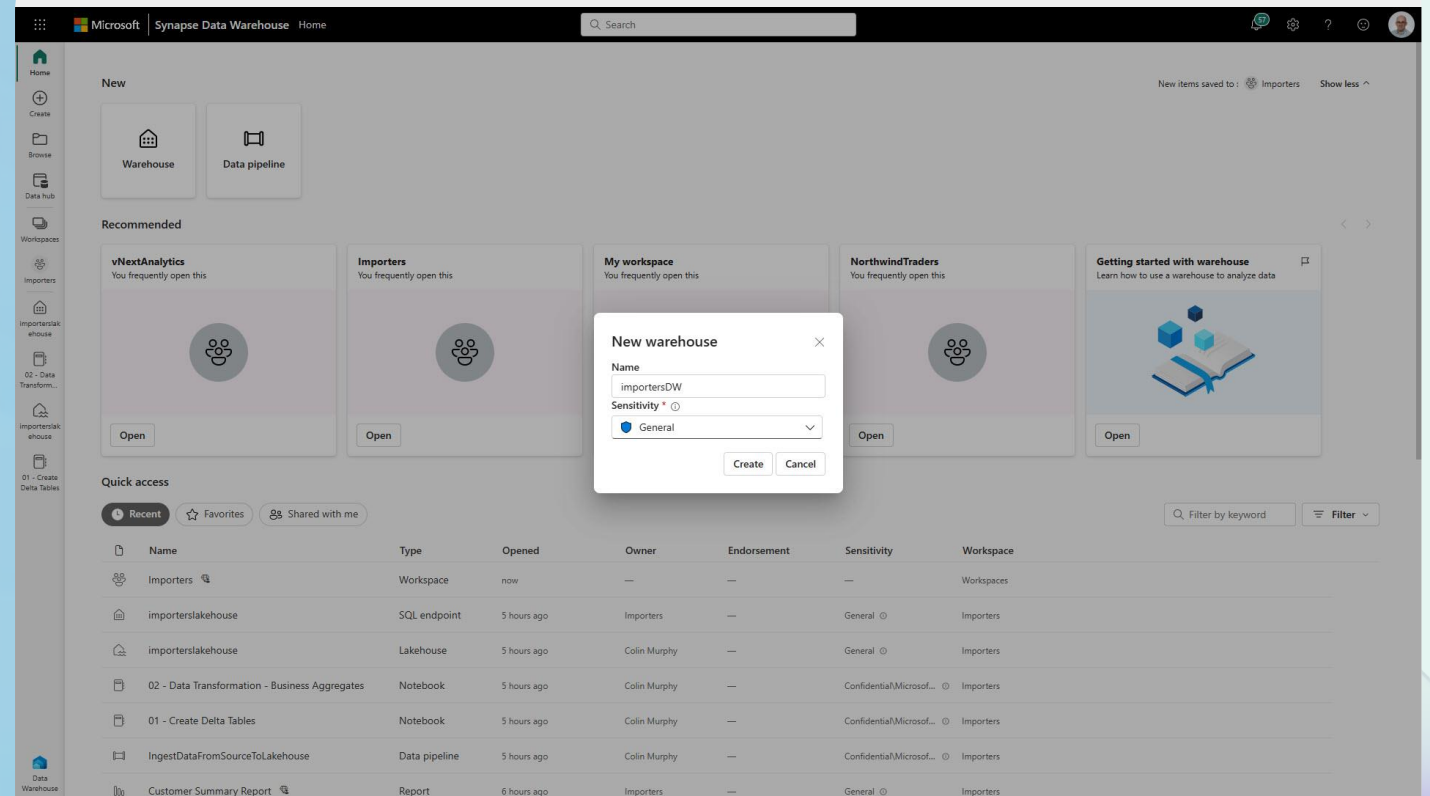 Microsoft Synapse Data Warehouse Home
Search
57
?
Home
Create
Browse
Data hub
Workspaces
Importers
importerslak
ehouse
02 - Data
Transform...
importerslak
ehouse
01 - Create
Delta Tables
Data
Warehouse
New
New items saved to : Importers Show less
Warehouse
Data pipeline
Recommended
vNextAnalytics
You frequently open this
Open
Importers
You frequently open this
Open
My workspace
You frequently open this
NorthwindTraders
You frequently open this
Open
Getting started with warehouse
Learn how to use a warehouse to analyze data
Open
New warehouse
Name
importersDW
Sensitivity *
General
Create Cancel
Quick access
Recent Favorites Shared with me
Filter by keyword Filter
Name Type Opened Owner Endorsement Sensitivity Workspace
Importers Workspace now — — — Workspaces
importerslakehouse SQL endpoint 5 hours ago Importers — General Importers
importerslakehouse Lakehouse 5 hours ago Colin Murphy — General Importers
02 - Data Transformation - Business Aggregates Notebook 5 hours ago Colin Murphy — Confidential\Microsof... Importers
01 - Create Delta Tables Notebook 5 hours ago Colin Murphy — Confidential\Microsof... Importers
IngestDataFromSourceToLakehouse Data pipeline 5 hours ago Colin Murphy — Confidential\Microsof... Importers
Customer Summary Report Report 6 hours ago Importers — General Importers